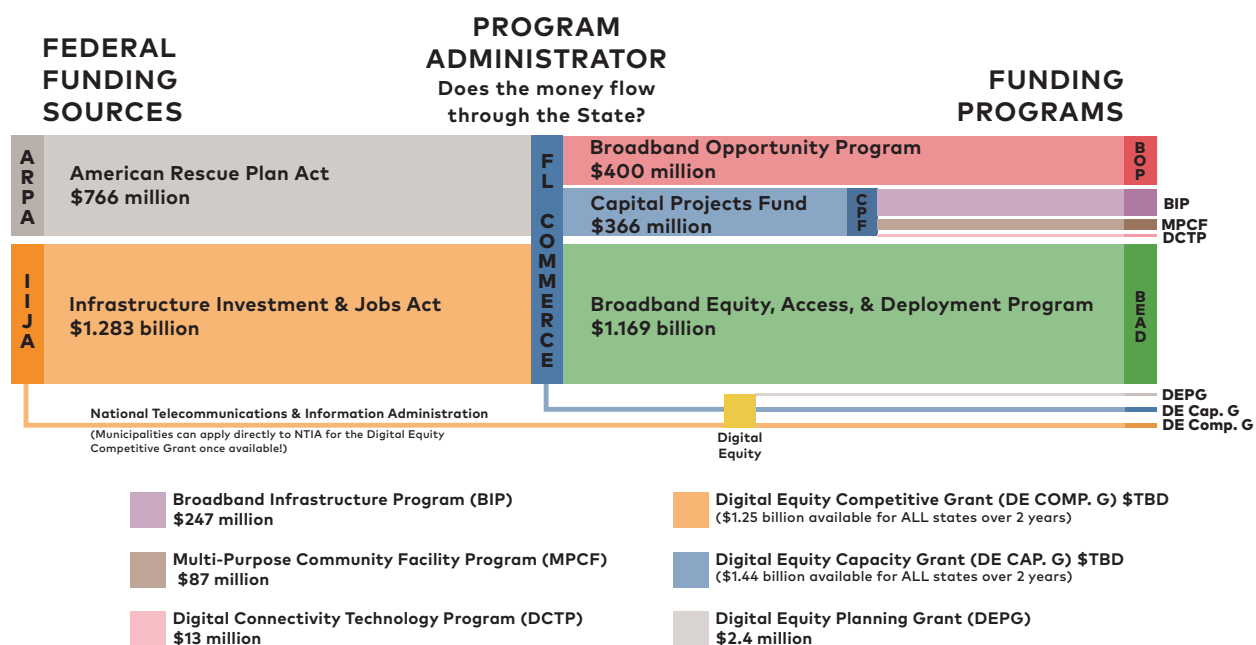 FEDERAL
FUNDING
SOURCES
PROGRAM
ADMINISTRATOR
Does the money flow
through the State?
FUNDING
PROGRAMS
ARPA
American Rescue Plan Act
$766 million
FL COMMERCE
Broadband Opportunity Program
$400 million
BOP
Capital Projects Fund
$366 million
CPF
BIP
MPCF
DCTP
IIJA
Infrastructure Investment & Jobs Act
$1.283 billion
Broadband Equity, Access, & Deployment Program
$1.169 billion
BEAD
National Telecommunications & Information Administration
(Municipalities can apply directly to NTIA for the Digital Equity
Competitive Grant once available!)
Digital
Equity
DEPG
DE Cap. G
DE Comp. G
Broadband Infrastructure Program (BIP)
$247 million
Multi-Purpose Community Facility Program (MPCF)
$87 million
Digital Connectivity Technology Program (DCTP)
$13 million
Digital Equity Competitive Grant (DE COMP. G) $TBD
($1.25 billion available for ALL states over 2 years)
Digital Equity Capacity Grant (DE CAP. G) $TBD
($1.44 billion available for ALL states over 2 years)
Digital Equity Planning Grant (DEPG)
$2.4 million